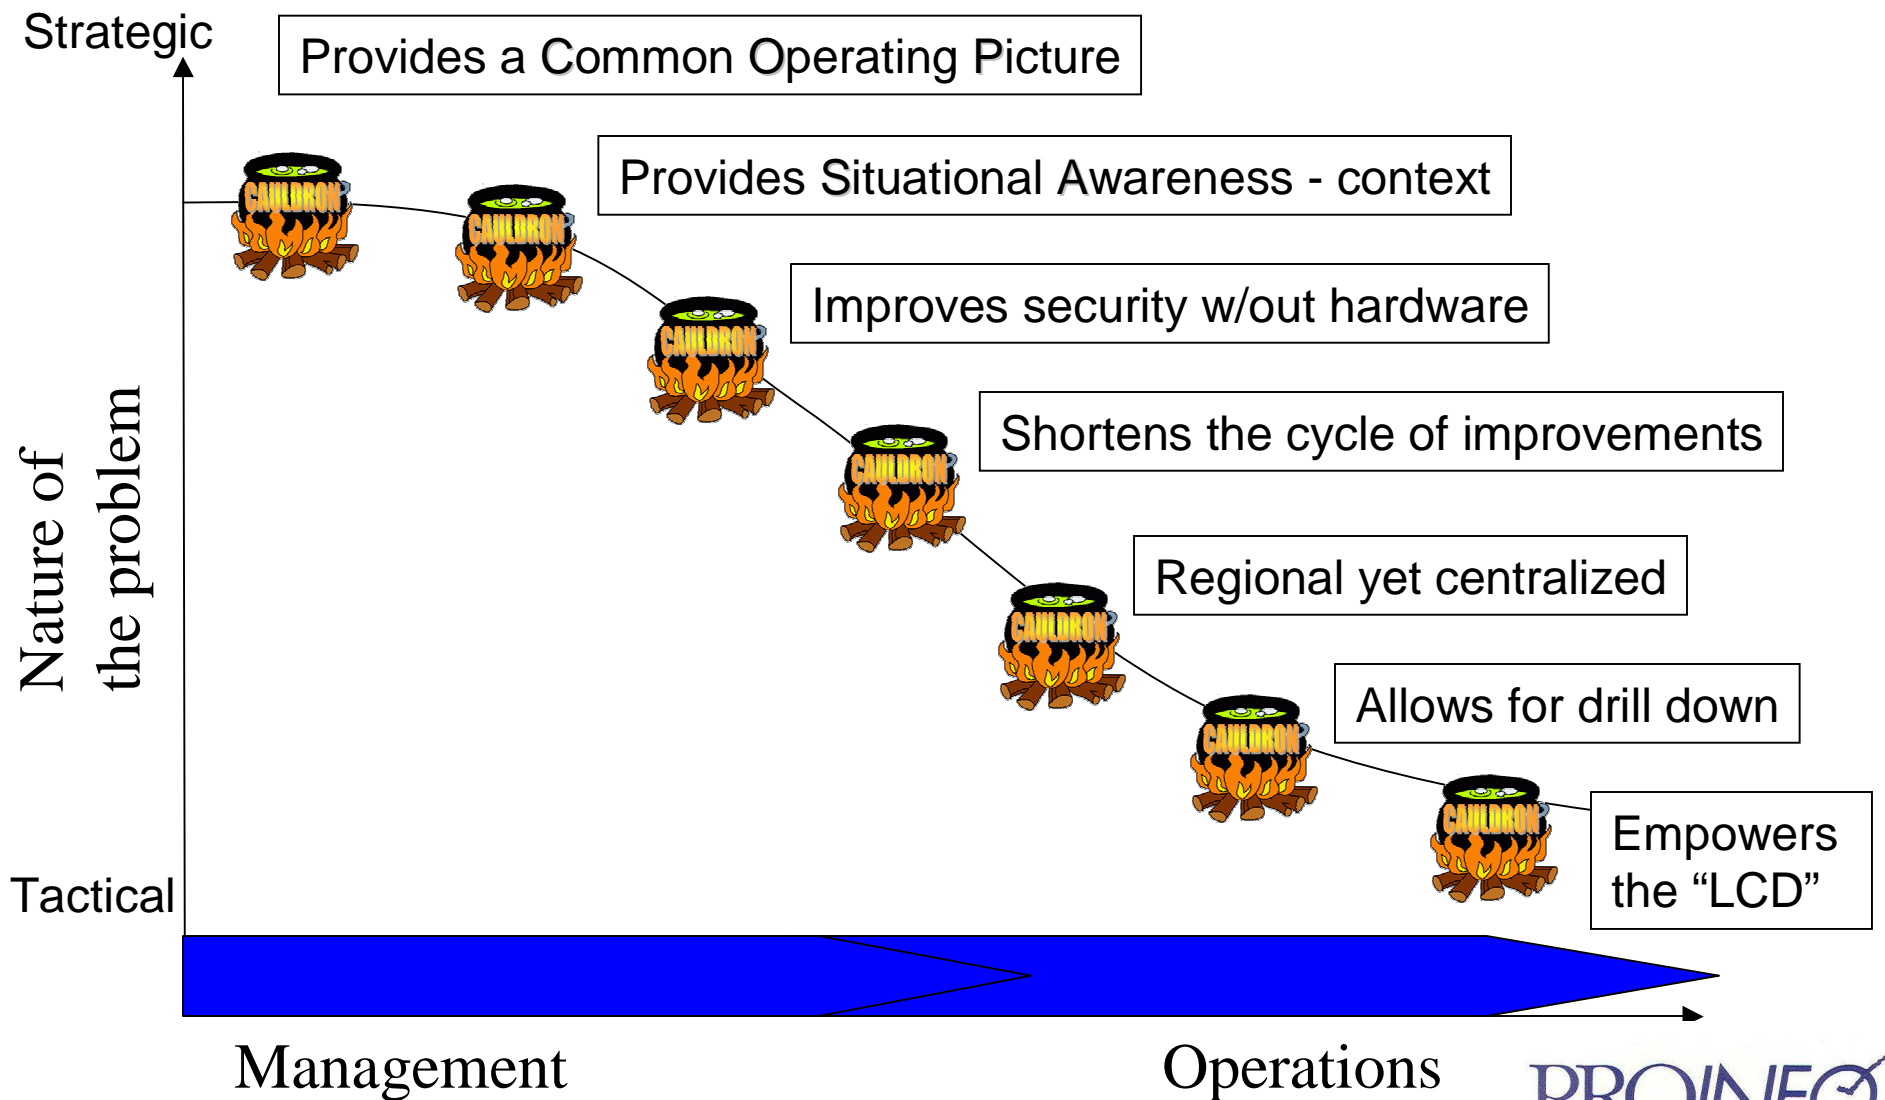 Strategic
Provides a Common Operating Picture
CAULDRON
Provides Situational Awareness - context
CAULDRON
Improves security w/out hardware
CAULDRON
Shortens the cycle of improvements
CAULDRON
Nature of
the problem
Regional yet centralized
CAULDRON
Allows for drill down
CAULDRON
Empowers
the “LCD”
CAULDRON
Tactical
Management
Operations